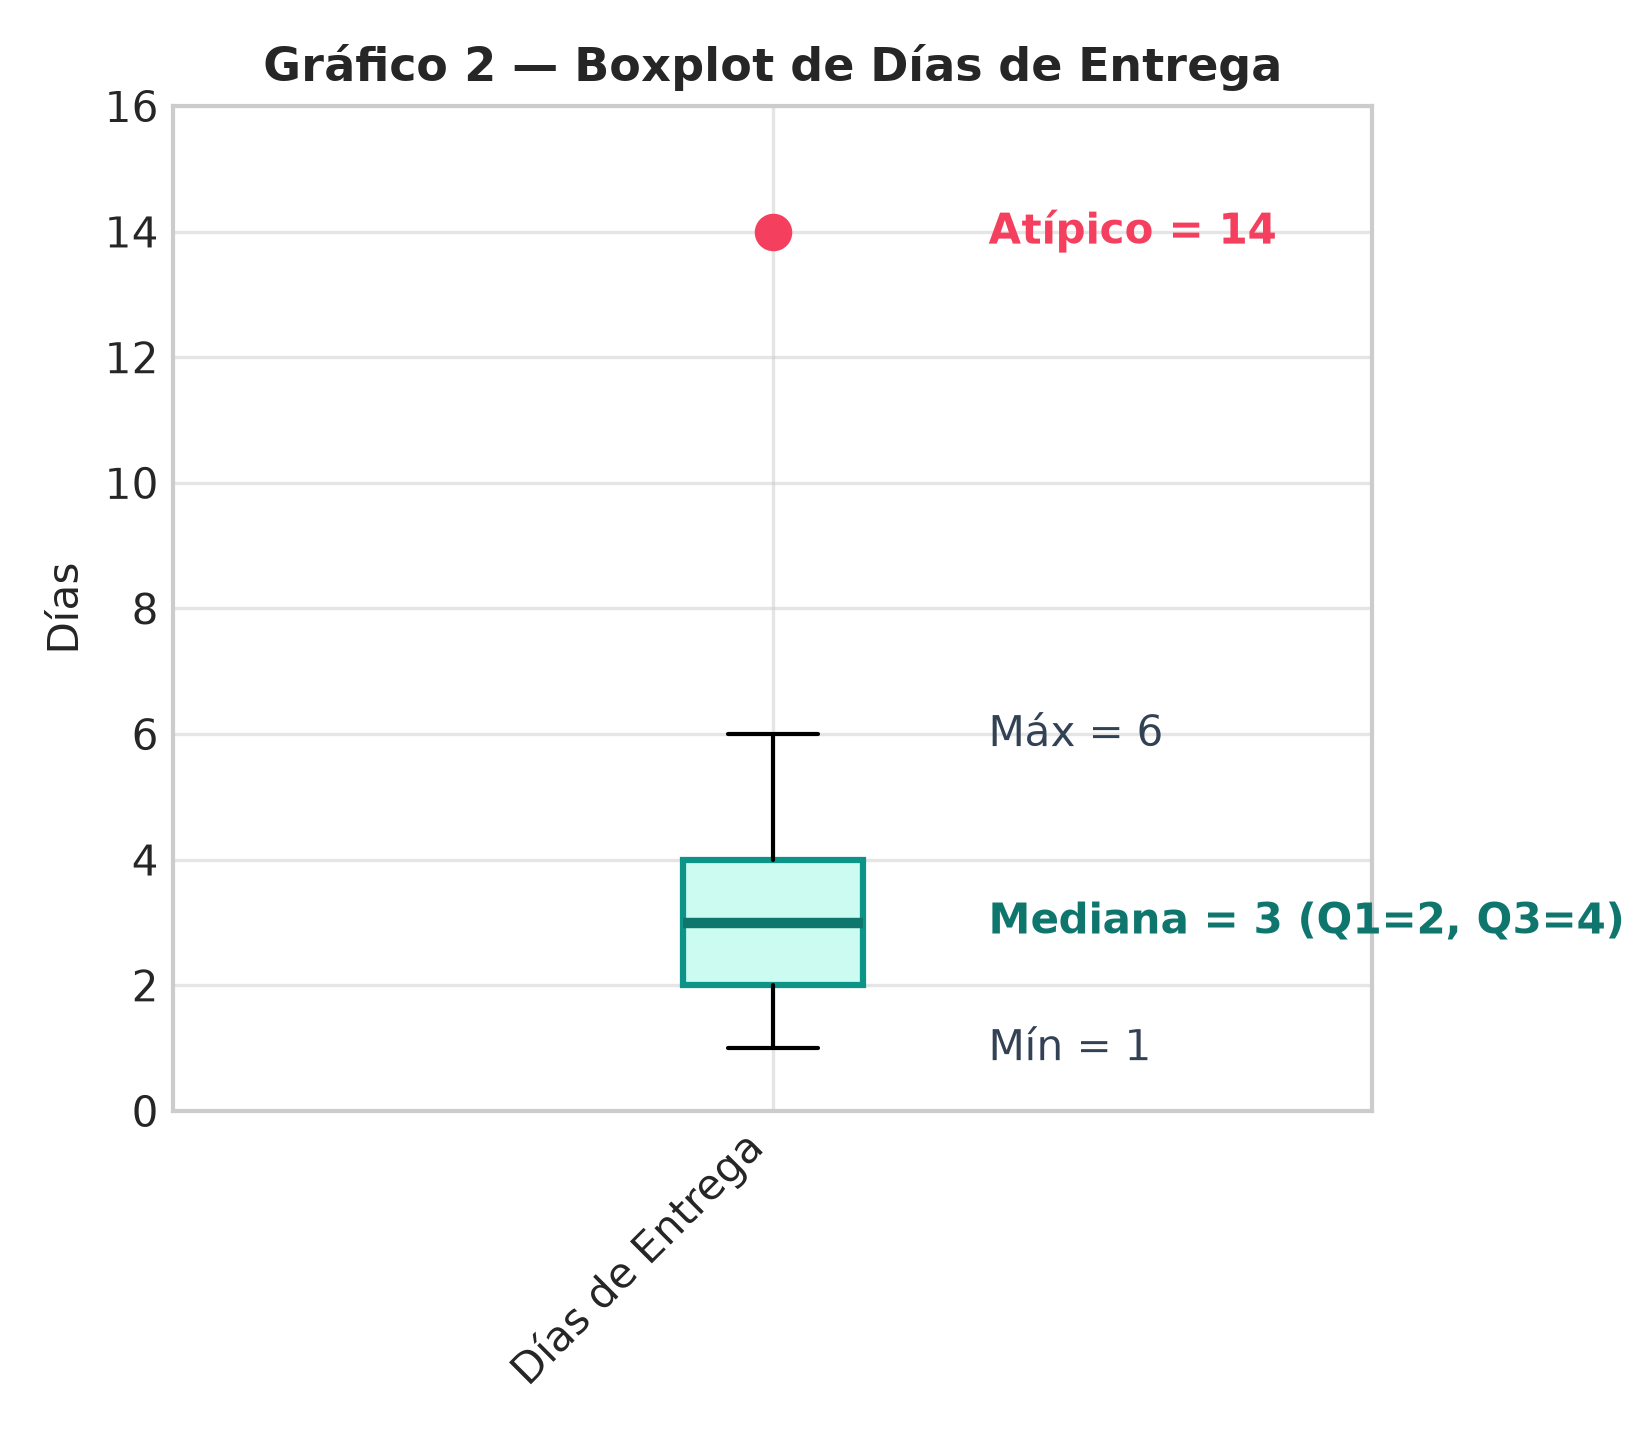 Gráfico 2 — Boxplot de Días de Entrega
16
14
12
10
8
6
4
2
0
Días
Atípico = 14
Máx = 6
Mediana = 3 (Q1=2, Q3=4)
Mín = 1
Días de Entrega